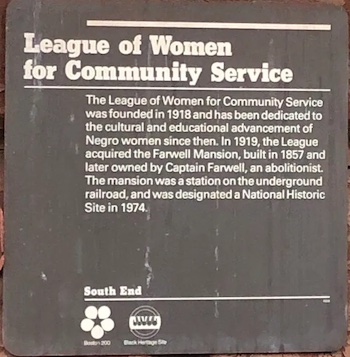 League of Women
for Community Service
The League of Women for Community Service
was founded in 1918 and has been dedicated to
the cultural and educational advancement of
Negro women since then. In 1919, the League
acquired the Farwell Mansion, built in 1857 and
later owned by Captain Farwell, an abolitionist.
The mansion was a station on the underground
railroad, and was designated a National Historic
Site in 1974.
South End
Boston 200 Black Heritage Site